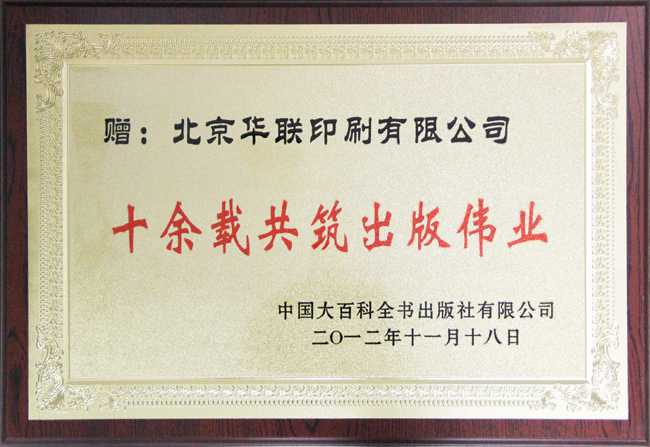 赠：北京华联印刷有限公司
十余载共筑出版伟业
中国大百科全书出版社有限公司
二〇一二年十一月十八日